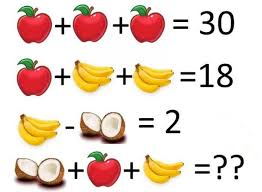 + + = 30
+ + =18
- = 2
+ + =??